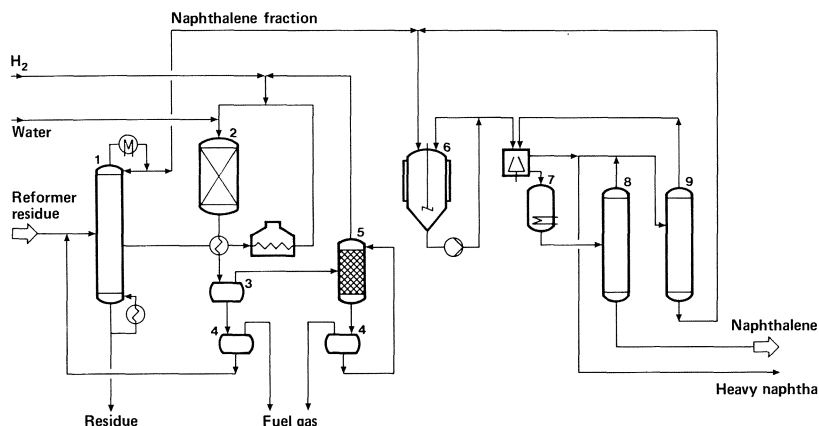 Naphthalene fraction
H2
Water
1
2
Reformer
residue
3
4
5
4
6
7
8
9
Naphthalene
Heavy naphtha
Residue
Fuel gas